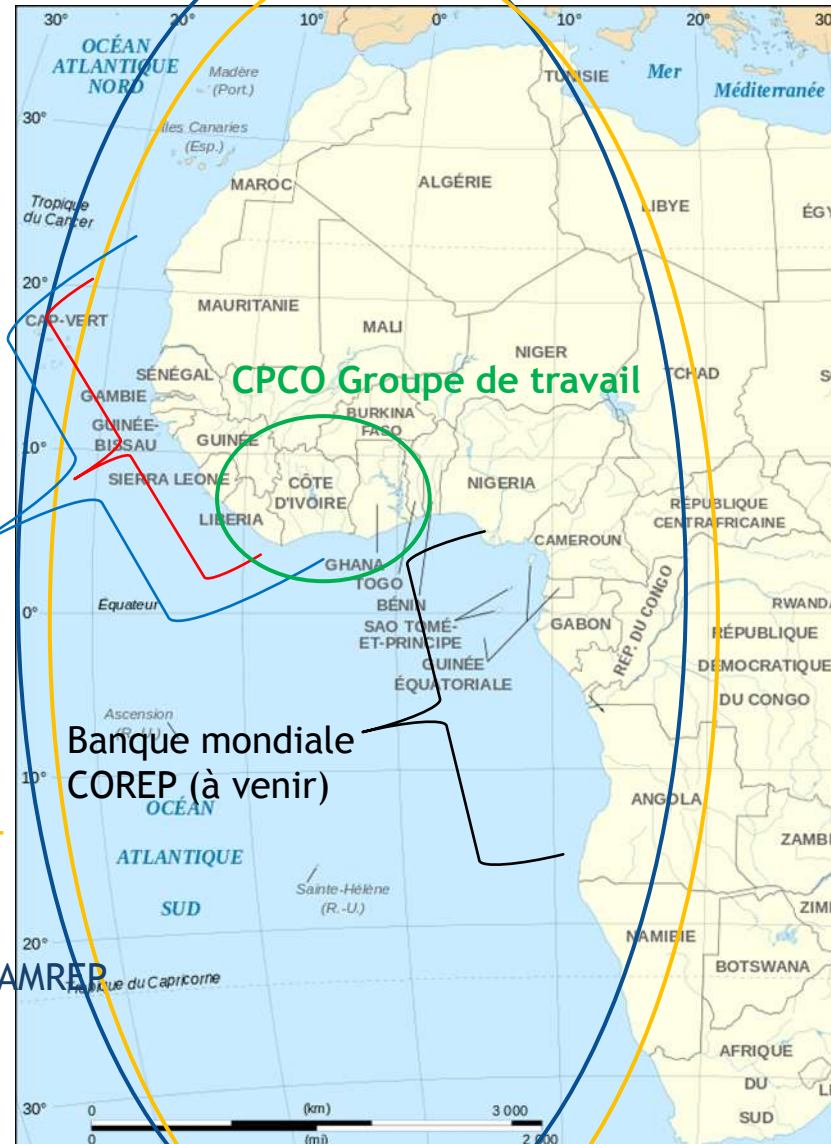 30°
20°
10°
0°
10°
20°
30°
OCÉAN
ATLANTIQUE
NORD
Madère
(Port.)
TUNISIE
Mer
Méditerranée
30°
Îles Canaries
(Esp.)
MAROC
ALGÉRIE
LIBYE
Tropique
du Cancer
20°
CAP-VERT
MAURITANIE
MALI
NIGER
TCHAD
SÉNÉGAL
CPCO Groupe de travail
GAMBIE
BURKINA
FASO
GUINÉE-
BISSAU
10°
GUINÉE
SIERRA LEONE
CÔTE
D'IVOIRE
NIGERIA
LIBERIA
RÉPUBLIQUE
CENTRAFRICAINE
CAMEROUN
GHANA
TOGO
BÉNIN
0°
Équateur
SAO TOMÉ-
ET-PRINCIPE
GABON
RÉP. DU CONGO
RWANDA
GUINÉE
ÉQUATORIALE
RÉPUBLIQUE
DÉMOCRATIQUE
DU CONGO
Ascension
(R.-U.)
Banque mondiale
COREP (à venir)
10°
OCÉAN
ATLANTIQUE
SUD
ANGOLA
Sainte-Hélène
(R.-U.)
20°
NAMIBIE
BOTSWANA
AMREP
Tropique du Capricorne
AFRIQUE
DU
SUD
30°
0
(km)
3 000
0
(mi)
2 000